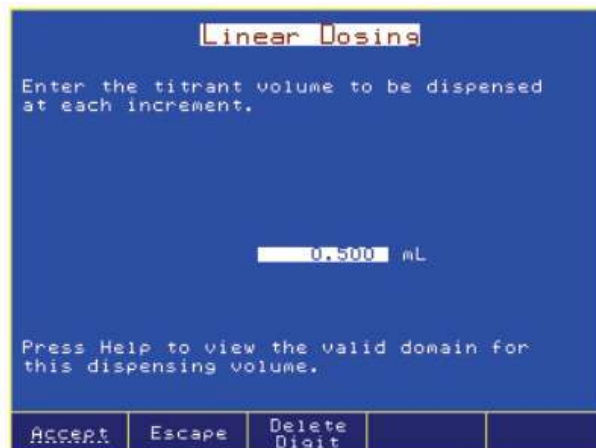 Linear Dosing
Enter the titrant volume to be dispensed
at each increment.
0.500 mL
Press Help to view the valid domain for
this dispensing volume.
Accept Escape Delete
Digit